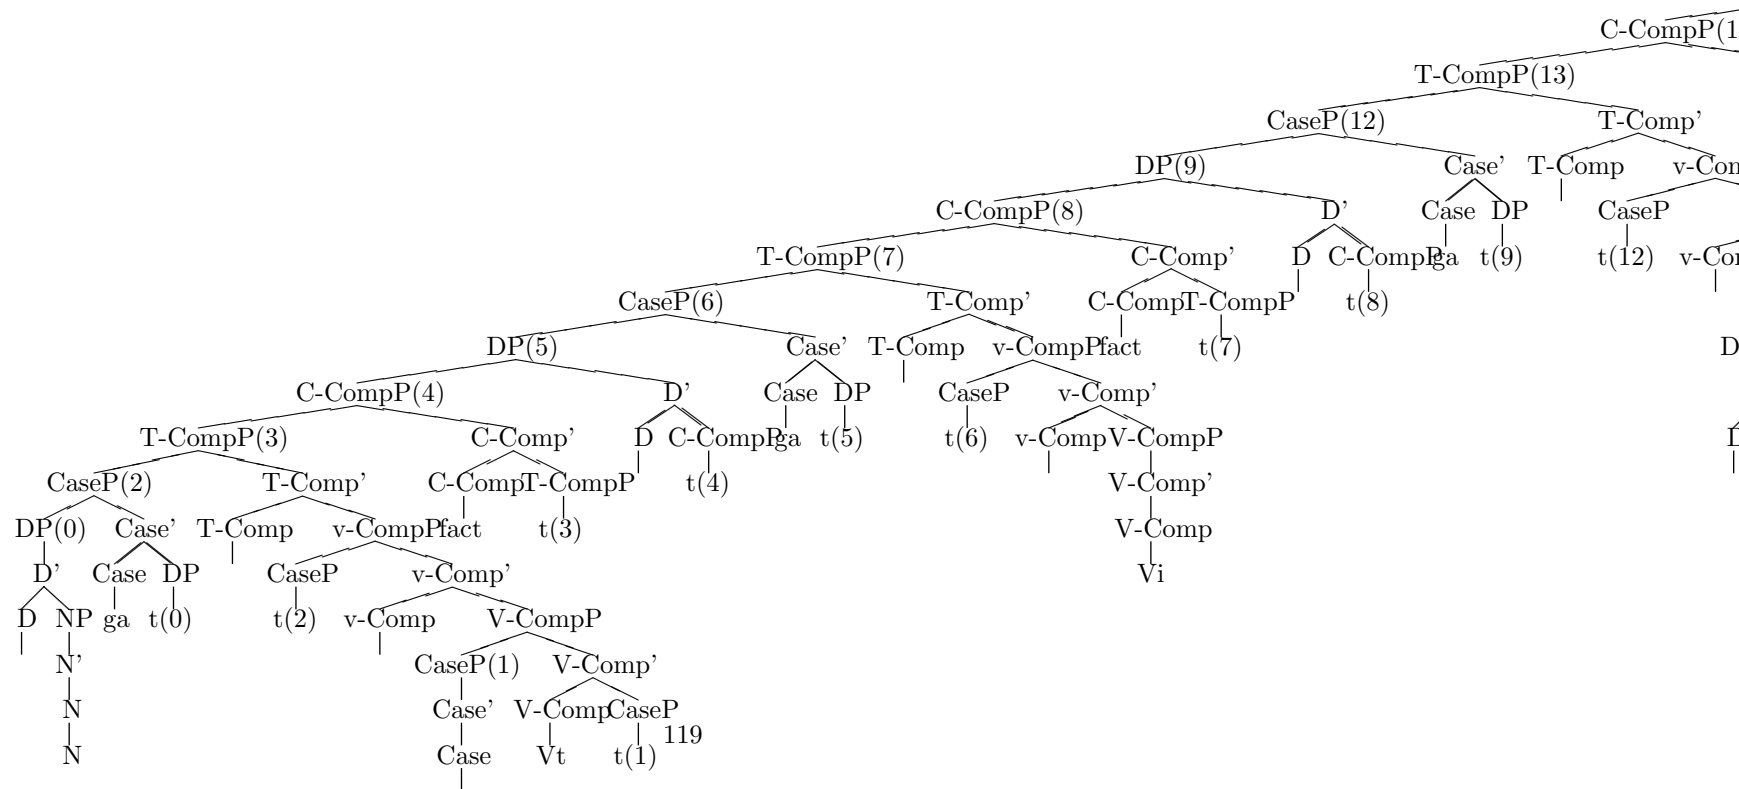 C-CompP(1
T-CompP(13)
CaseP(12) T-Comp’
DP(9) Case’ T-Comp v-Com
C-CompP(8) D’ Case DP CaseP
T-CompP(7) C-Comp’ D C-CompP ga t(9) t(12) v-Com
CaseP(6) T-Comp’ C-Comp T-CompP t(8)
DP(5) Case’ T-Comp v-CompP fact t(7) D
C-CompP(4) D’ Case DP CaseP v-Comp’
T-CompP(3) C-Comp’ D C-CompP ga t(5) t(6) v-Comp V-CompP
CaseP(2) T-Comp’ C-Comp T-CompP t(4) V-Comp’
DP(0) Case’ T-Comp v-CompP fact t(3) V-Comp
D’ Case DP CaseP v-Comp’ Vi
D NP ga t(0) t(2) v-Comp V-CompP
N’ CaseP(1) V-Comp’
N Case’ V-Comp CaseP
119
N Case Vt t(1)